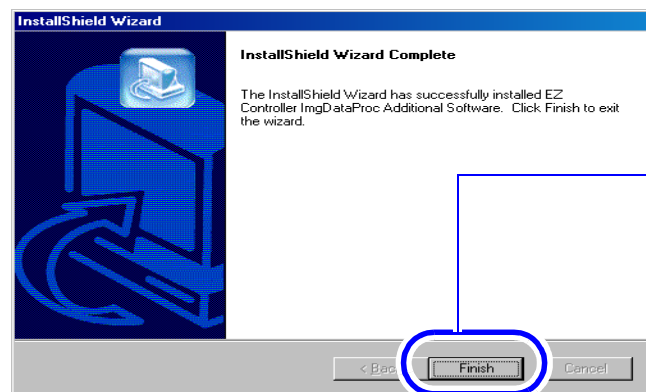 InstallShield Wizard
InstallShield Wizard Complete
The InstallShield Wizard has successfully installed EZ
Controller ImgDataProc Additional Software. Click Finish to exit
the wizard.
< Bac
Finish
Cancel